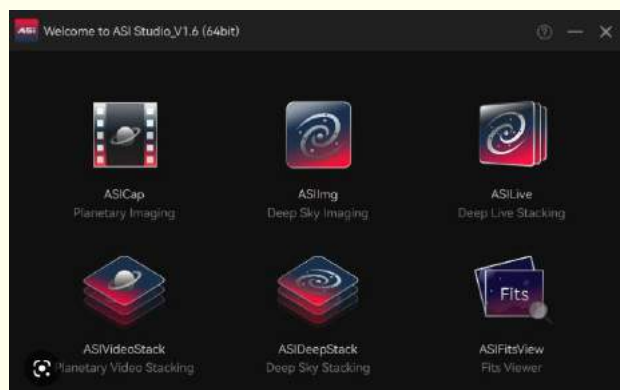 ASI Welcome to ASI Studio_V1.6 (64bit)
ASICap
Planetary Imaging
ASIImg
Deep Sky Imaging
ASILive
Deep Live Stacking
ASIVideoStack
Planetary Video Stacking
ASIDeepStack
Deep Sky Stacking
Fits
ASIFitsView
Fits Viewer